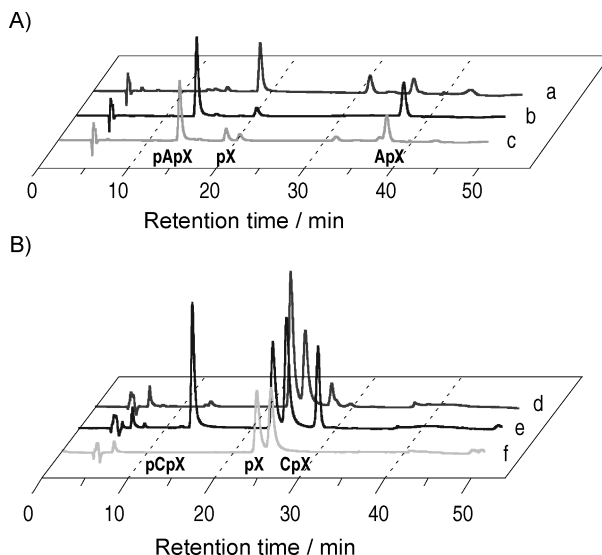 A)
a
b
c
pApX pX ApX
0 10 20 30 40 50
Retention time / min
B)
d
e
f
pCpX pX CpX
0 10 20 30 40 50
Retention time / min